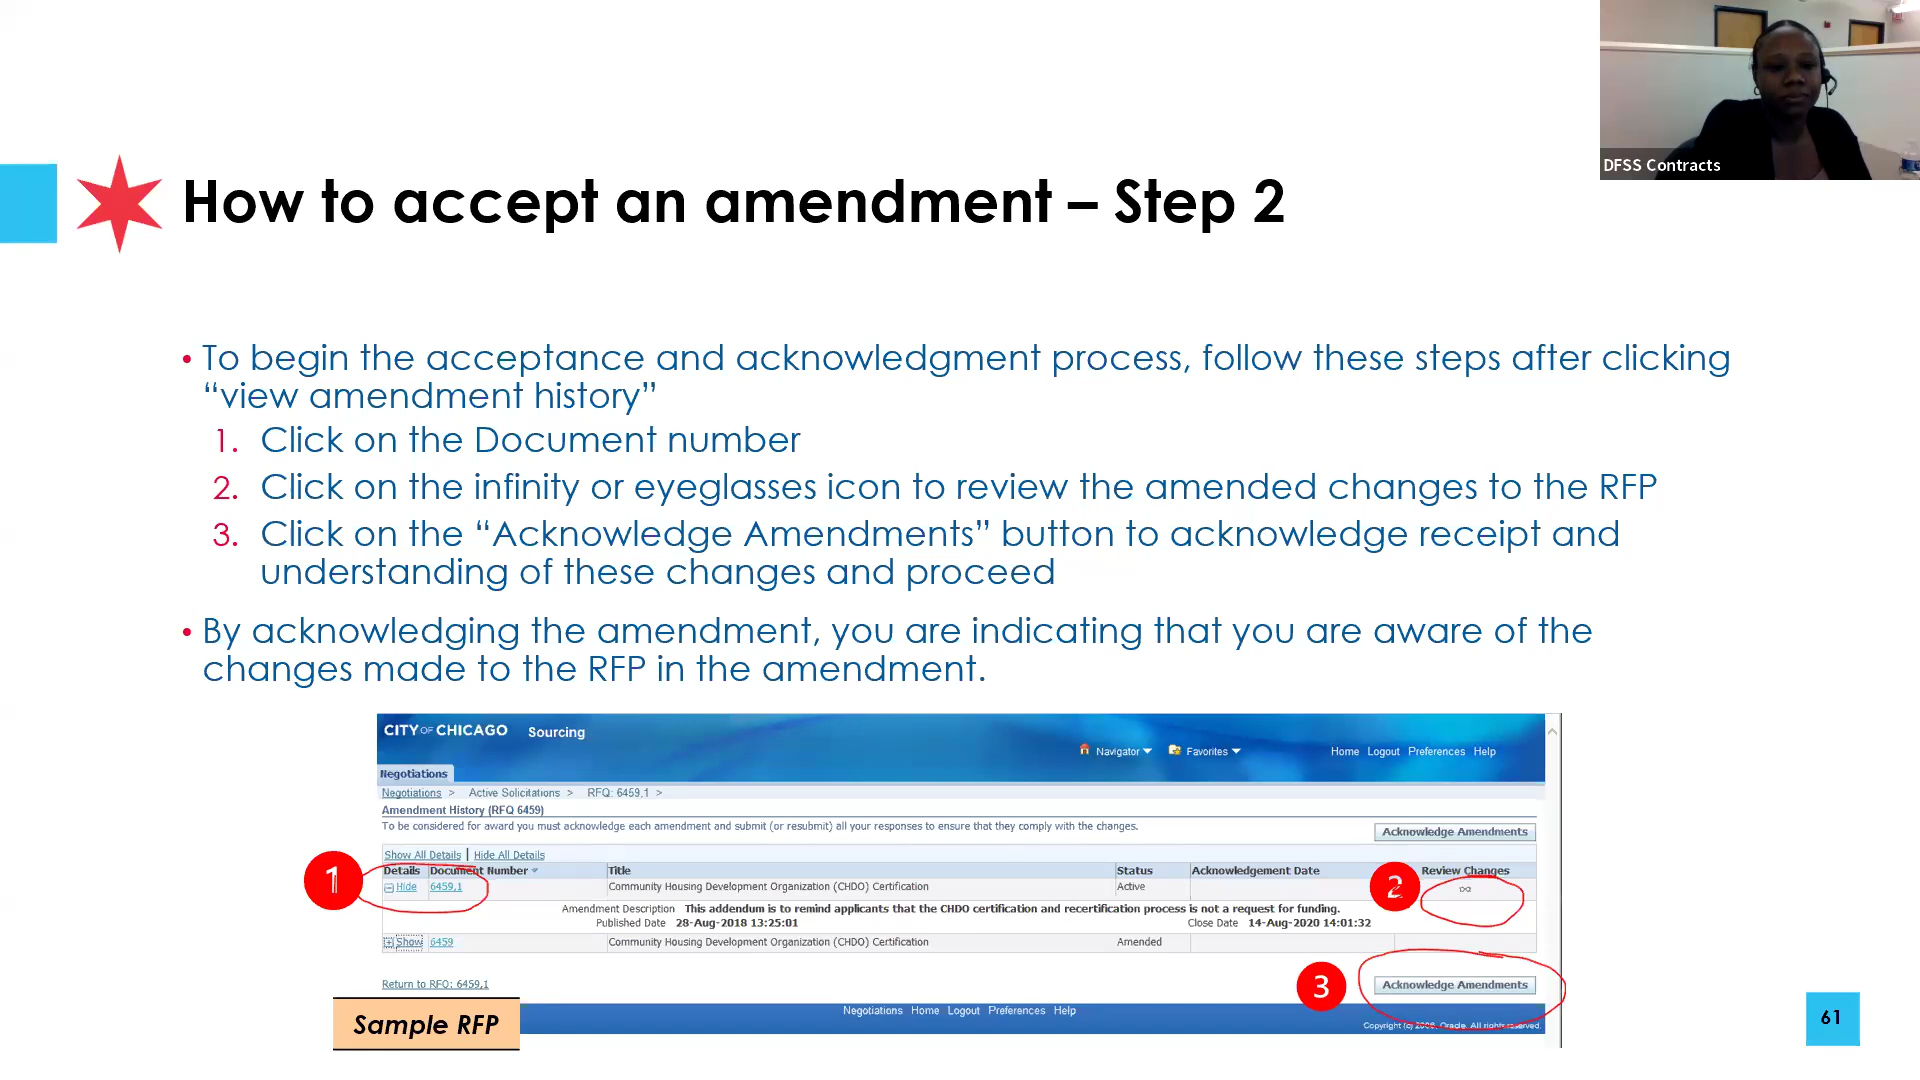 DFSS Contracts
How to accept an amendment – Step 2
• To begin the acceptance and acknowledgment process, follow these steps after clicking
“view amendment history”
1. Click on the Document number
2. Click on the infinity or eyeglasses icon to review the amended changes to the RFP
3. Click on the “Acknowledge Amendments” button to acknowledge receipt and
understanding of these changes and proceed
• By acknowledging the amendment, you are indicating that you are aware of the
changes made to the RFP in the amendment.
CITY OF CHICAGO Sourcing
Navigator Favorites Home Logout Preferences Help
Negotiations
Negotiations > Active Solicitations > RFQ: 6459,1 >
Amendment History (RFQ 6459)
To be considered for award you must acknowledge each amendment and submit (or resubmit) all your responses to ensure that they comply with the changes.
Acknowledge Amendments
Show All Details | Hide All Details
Details Document Number Title Status Acknowledgement Date Review Changes
1
Hide 6459,1 Community Housing Development Organization (CHDO) Certification Active
2
Amendment Description This addendum is to remind applicants that the CHDO certification and recertification process is not a request for funding.
Published Date 28-Aug-2018 13:25:01 Close Date 14-Aug-2020 14:01:32
Show 6459 Community Housing Development Organization (CHDO) Certification Amended
Return to RFQ: 6459,1
3
Acknowledge Amendments
Negotiations Home Logout Preferences Help
Copyright (c) 2006, Oracle. All rights reserved.
Sample RFP
61